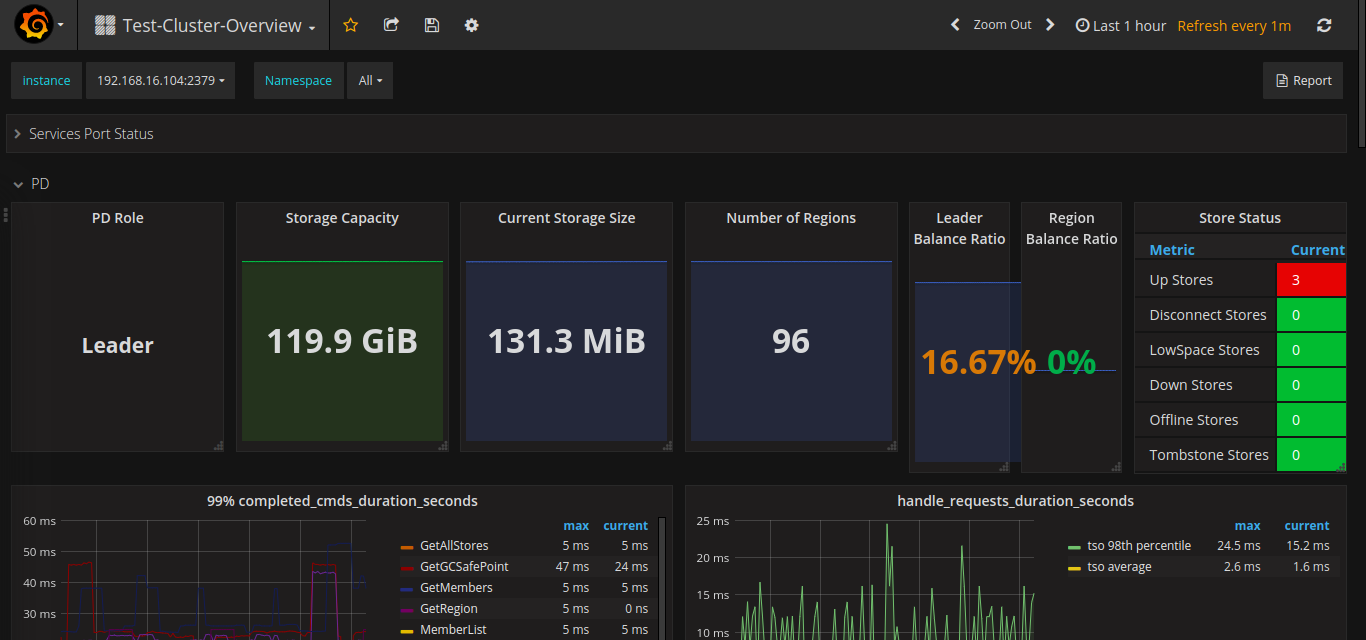 Test-Cluster-Overview
Zoom Out
Last 1 hour
Refresh every 1m
Instance
192.168.16.104:2379
Namespace
All
Report
Services Port Status
PD
PD Role
Leader
Storage Capacity
119.9 GiB
Current Storage Size
131.3 MiB
Number of Regions
96
Leader
Balance Ratio
16.67%
Region
Balance Ratio
0%
Store Status
Metric Current
Up Stores 3
Disconnect Stores 0
LowSpace Stores 0
Down Stores 0
Offline Stores 0
Tombstone Stores 0
99% completed_cmds_duration_seconds
60 ms
50 ms
40 ms
30 ms
max current
GetAllStores 5 ms 5 ms
GetGCSafePoint 47 ms 24 ms
GetMembers 5 ms 5 ms
GetRegion 5 ms 0 ns
MemberList 5 ms 5 ms
handle_requests_duration_seconds
25 ms
20 ms
15 ms
10 ms
max current
tso 98th percentile 24.5 ms 15.2 ms
tso average 2.6 ms 1.6 ms